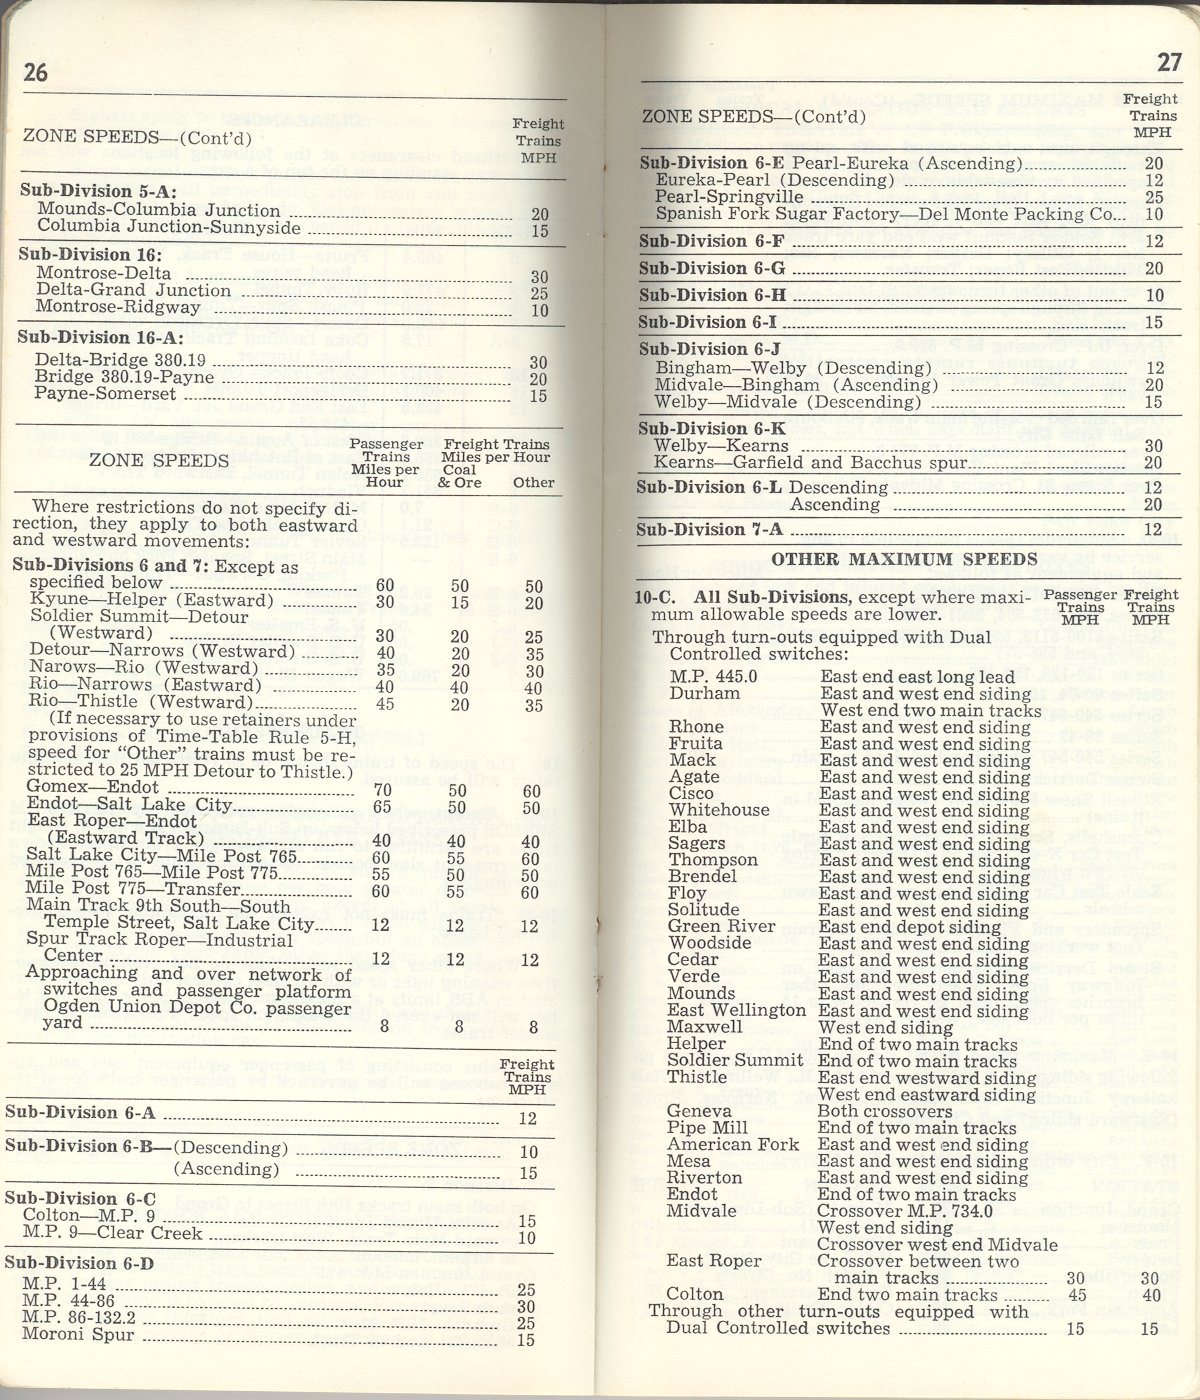 26
ZONE SPEEDS—(Cont'd)
Freight
Trains
MPH
Sub-Division 5-A:
Mounds-Columbia Junction 20
Columbia Junction-Sunnyside 15
Sub-Division 16:
Montrose-Delta 30
Delta-Grand Junction 25
Montrose-Ridgway 10
Sub-Division 16-A:
Delta-Bridge 380.19 30
Bridge 380.19-Payne 20
Payne-Somerset 15
ZONE SPEEDS
Passenger Freight Trains
Trains Miles per Hour
Miles per Coal
Hour & Ore Other
Where restrictions do not specify di-
rection, they apply to both eastward
and westward movements:
Sub-Divisions 6 and 7: Except as
specified below 60 50 50
Kyune—Helper (Eastward) 30 15 20
Soldier Summit—Detour
(Westward) 30 20 25
Detour—Narrows (Westward) 40 20 35
Narows—Rio (Westward) 35 20 30
Rio—Narrows (Eastward) 40 40 40
Rio—Thistle (Westward) 45 20 35
(If necessary to use retainers under
provisions of Time-Table Rule 5-H,
speed for "Other" trains must be re-
stricted to 25 MPH Detour to Thistle.)
Gomex—Endot 70 50 60
Endot—Salt Lake City 65 50 50
East Roper—Endot
(Eastward Track) 40 40 40
Salt Lake City—Mile Post 765 60 55 60
Mile Post 765—Mile Post 775 55 50 50
Mile Post 775—Transfer 60 55 60
Main Track 9th South—South
Temple Street, Salt Lake City 12 12 12
Spur Track Roper—Industrial
Center 12 12 12
Approaching and over network of
switches and passenger platform
Ogden Union Depot Co. passenger
yard 8 8 8
Freight
Trains
MPH
Sub-Division 6-A 12
Sub-Division 6-B—(Descending) 10
(Ascending) 15
Sub-Division 6-C
Colton—M.P. 9 15
M.P. 9—Clear Creek 10
Sub-Division 6-D
M.P. 1-44 25
M.P. 44-86 30
M.P. 86-132.2 25
Moroni Spur 15
27
ZONE SPEEDS—(Cont'd)
Freight
Trains
MPH
Sub-Division 6-E Pearl-Eureka (Ascending) 20
Eureka-Pearl (Descending) 12
Pearl-Springville 25
Spanish Fork Sugar Factory—Del Monte Packing Co. 10
Sub-Division 6-F 12
Sub-Division 6-G 20
Sub-Division 6-H 10
Sub-Division 6-I 15
Sub-Division 6-J
Bingham—Welby (Descending) 12
Midvale—Bingham (Ascending) 20
Welby—Midvale (Descending) 15
Sub-Division 6-K
Welby—Kearns 30
Kearns—Garfield and Bacchus spur 20
Sub-Division 6-L Descending 12
Ascending 20
Sub-Division 7-A 12
OTHER MAXIMUM SPEEDS
10-C. All Sub-Divisions, except where maxi-
mum allowable speeds are lower.
Passenger Freight
Trains Trains
MPH MPH
Through turn-outs equipped with Dual
Controlled switches:
M.P. 445.0 East end east long lead
Durham East and west end siding
West end two main tracks
Rhone East and west end siding
Fruita East and west end siding
Mack East and west end siding
Agate East and west end siding
Cisco East and west end siding
Whitehouse East and west end siding
Elba East and west end siding
Sagers East and west end siding
Thompson East and west end siding
Brendel East and west end siding
Floy East and west end siding
Solitude East and west end siding
Green River East end depot siding
Woodside East and west end siding
Cedar East and west end siding
Verde East and west end siding
Mounds East and west end siding
East Wellington East and west end siding
Maxwell West end siding
Helper End of two main tracks
Soldier Summit End of two main tracks
Thistle East end westward siding
West end eastward siding
Geneva Both crossovers
Pipe Mill End of two main tracks
American Fork East and west end siding
Mesa East and west end siding
Riverton East and west end siding
Endot End of two main tracks
Midvale Crossover M.P. 734.0
West end siding
Crossover west end Midvale
East Roper Crossover between two
main tracks 30 30
Colton End two main tracks 45 40
Through other turn-outs equipped with
Dual Controlled switches 15 15